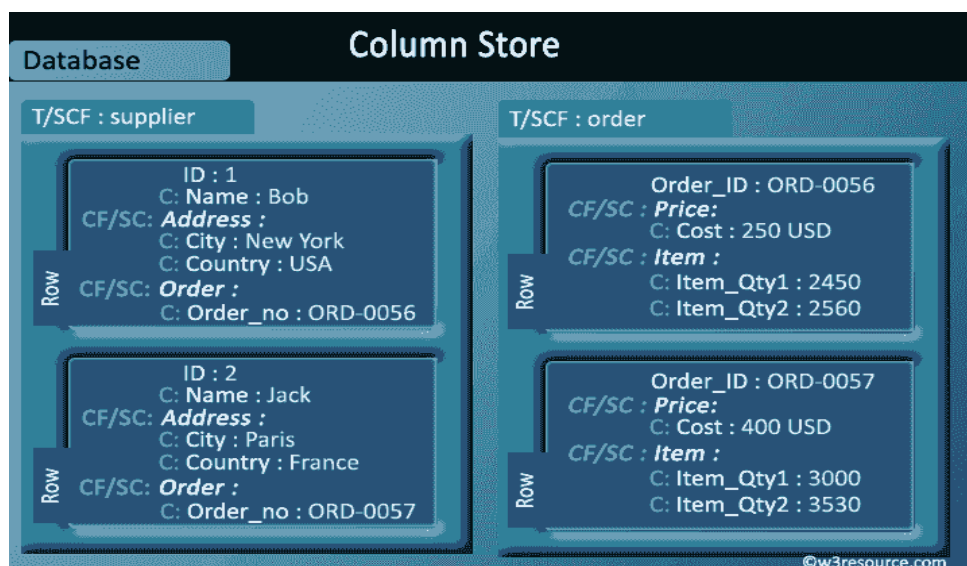 Column Store
Database
T/SCF : supplier
Row
ID : 1
C: Name : Bob
CF/SC: Address :
C: City : New York
C: Country : USA
CF/SC: Order :
C: Order_no : ORD-0056
Row
ID : 2
C: Name : Jack
CF/SC: Address :
C: City : Paris
C: Country : France
CF/SC: Order :
C: Order_no : ORD-0057
T/SCF : order
Row
Order_ID : ORD-0056
CF/SC : Price:
C: Cost : 250 USD
CF/SC : Item :
C: Item_Qty1 : 2450
C: Item_Qty2 : 2560
Row
Order_ID : ORD-0057
CF/SC : Price:
C: Cost : 400 USD
CF/SC : Item :
C: Item_Qty1 : 3000
C: Item_Qty2 : 3530
©w3resource.com